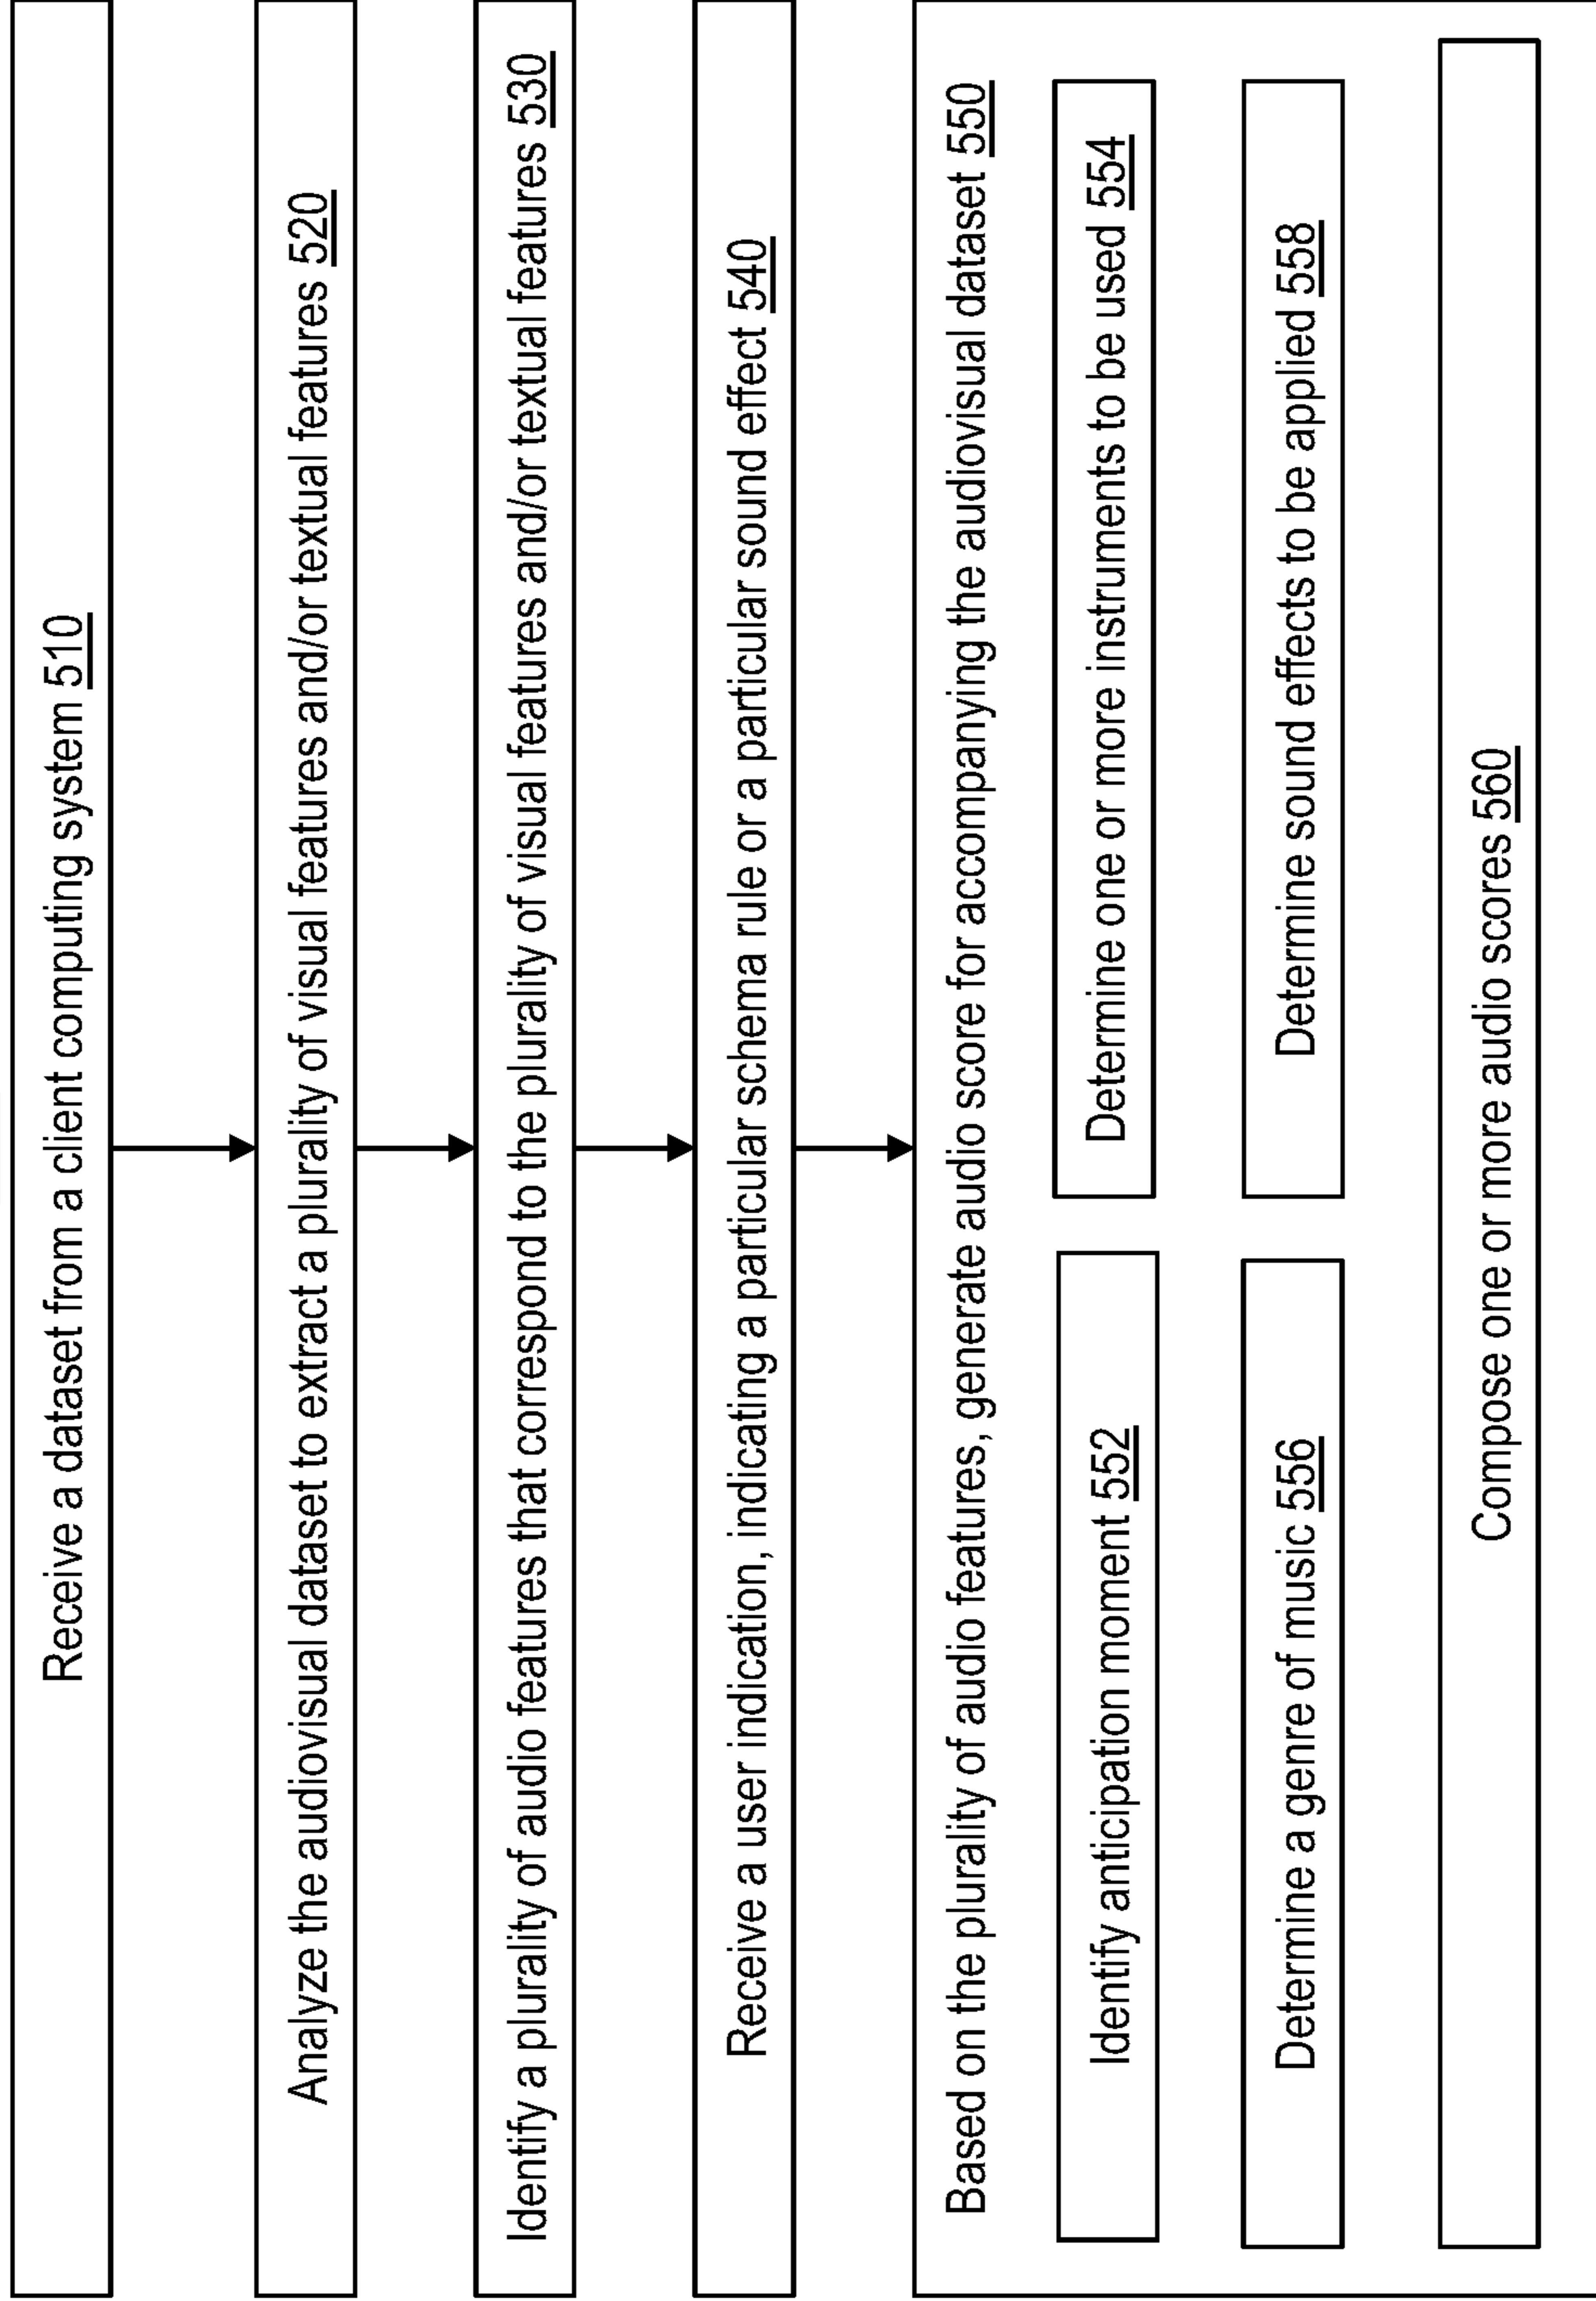 Receive a dataset from a client computing system 510
Analyze the audiovisual dataset to extract a plurality of visual features and/or textual features 520
Identify a plurality of audio features that correspond to the plurality of visual features and/or textual features 530
Receive a user indication, indicating a particular schema rule or a particular sound effect 540
Based on the plurality of audio features, generate audio score for accompanying the audiovisual dataset 550
Identify anticipation moment 552
Determine one or more instruments to be used 554
Determine a genre of music 556
Determine sound effects to be applied 558
Compose one or more audio scores 560